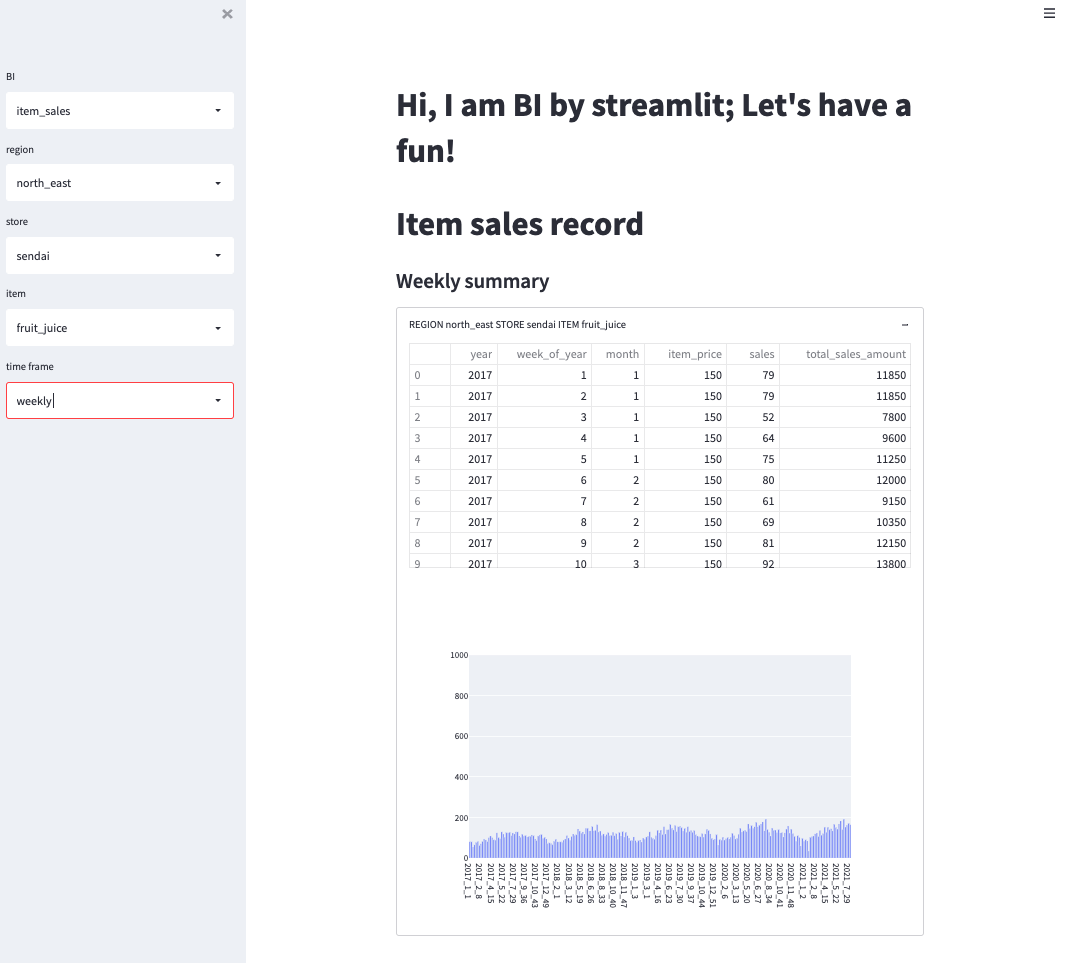 BI
item_sales
region
north_east
store
sendai
item
fruit_juice
time frame
weekly
Hi, I am BI by streamlit; Let's have a
fun!
Item sales record
Weekly summary
REGION north_east STORE sendai ITEM fruit_juice
year week_of_year month item_price sales total_sales_amount
0 2017 1 1 150 79 11850
1 2017 2 1 150 79 11850
2 2017 3 1 150 52 7800
3 2017 4 1 150 64 9600
4 2017 5 1 150 75 11250
5 2017 6 2 150 80 12000
6 2017 7 2 150 61 9150
7 2017 8 2 150 69 10350
8 2017 9 2 150 81 12150
9 2017 10 3 150 92 13800
1000
800
600
400
200
0
2017_1_1
2017_2_8
2017_4_15
2017_5_22
2017_7_29
2017_9_36
2017_10_43
2017_12_49
2018_2_1
2018_3_12
2018_5_19
2018_6_26
2018_8_33
2018_10_40
2018_11_47
2019_1_3
2019_3_1
2019_4_16
2019_6_23
2019_7_30
2019_9_37
2019_10_44
2019_12_51
2020_2_6
2020_3_13
2020_5_20
2020_6_27
2020_8_34
2020_10_41
2020_11_48
2021_1_2
2021_2_8
2021_4_15
2021_5_22
2021_7_29